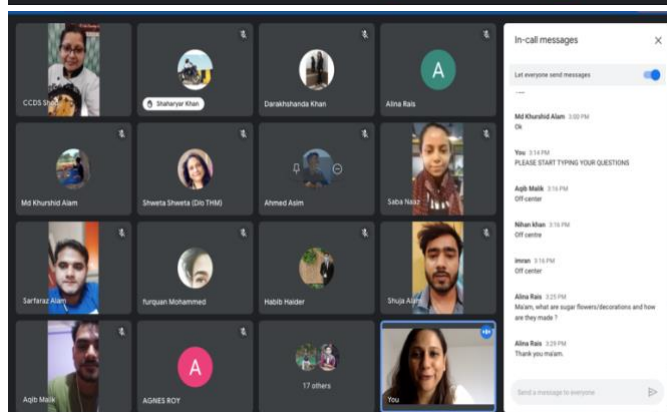 CCDS
Shaharyar Khan
Darakhshanda Khan
A
Alina Rais
Md Khurshid Alam
Shweta Shweta (D/o THM)
Ahmed Asim
Saba Naaz
Sarfaraz Alam
furquan Mohammed
Habib Haider
Shuja Alam
Aqib Malik
A
AGNES ROY
17 others
You
In-call messages
Let everyone send messages
Md Khurshid Alam 3:09 PM
Ok
You 3:14 PM
PLEASE START TYPING YOUR QUESTIONS
Aqib Malik 3:16 PM
Off-center
Nihan khan 3:16 PM
Off centre
imran 3:16 PM
Off center
Alina Rais 3:25 PM
Ma'am, what are sugar flowers/decorations and how
are they made ?
Alina Rais 3:29 PM
Thank you ma'am.
Send a message to everyone